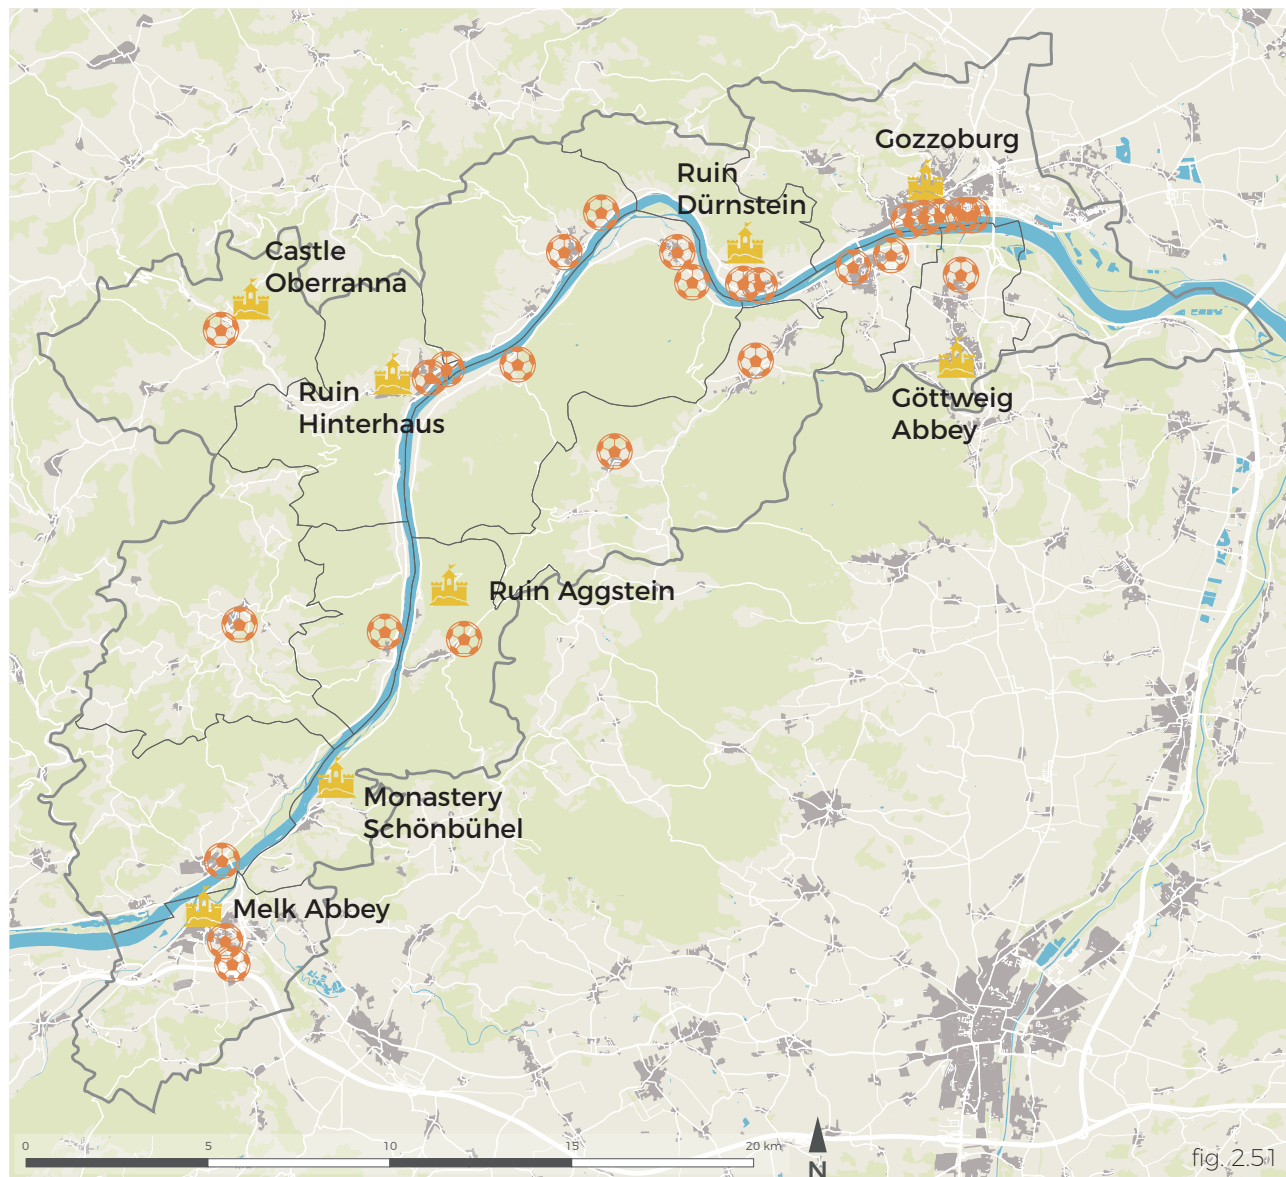 Gozzoburg
Ruin
Dürnstein
Castle
Oberranna
Ruin
Hinterhaus
Göttweig
Abbey
Ruin Aggstein
Monastery
Schönbühel
Melk Abbey
0 5 10 15 20 km
N
fig. 2.51